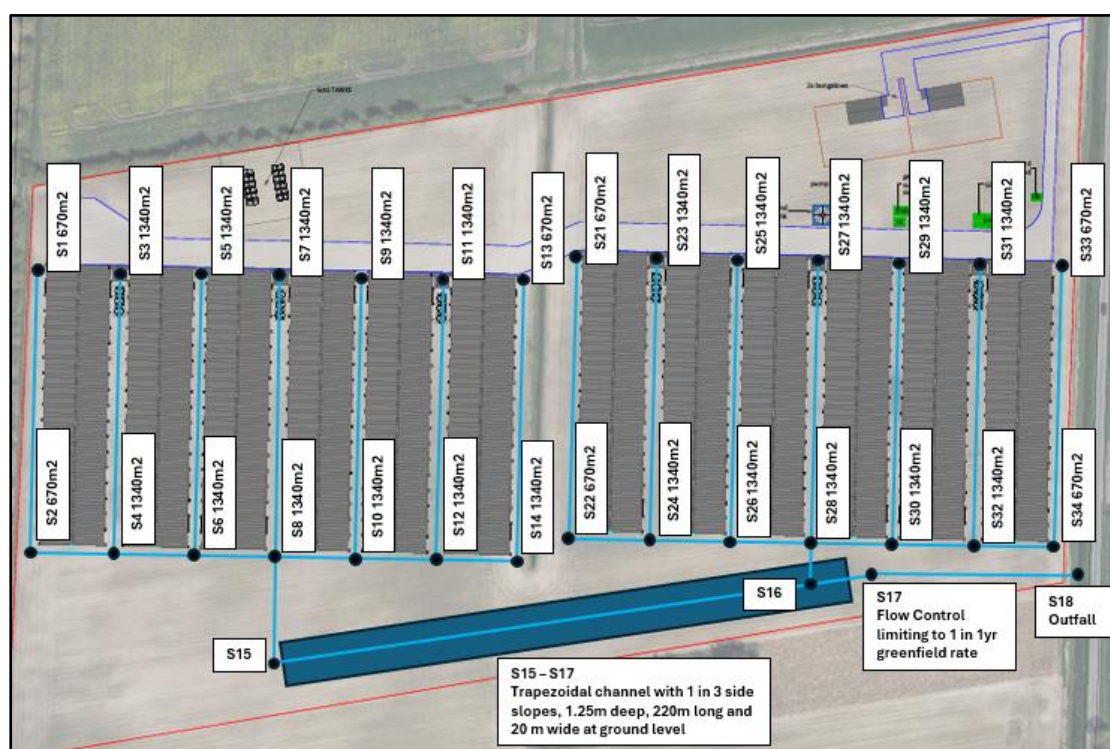 GAS TANKS
2x bungalows
S1 670m2
S3 1340m2
S5 1340m2
S7 1340m2
S9 1340m2
S11 1340m2
S13 670m2
S21 670m2
S23 1340m2
S25 1340m2
S27 1340m2
S29 1340m2
S31 1340m2
S33 670m2
S2 670m2
S4 1340m2
S6 1340m2
S8 1340m2
S10 1340m2
S12 1340m2
S14 1340m2
S22 670m2
S24 1340m2
S26 1340m2
S28 1340m2
S30 1340m2
S32 1340m2
S34 670m2
S15
S16
S17
Flow Control
limiting to 1 in 1yr
greenfield rate
S18
Outfall
S15 – S17
Trapezoidal channel with 1 in 3 side
slopes, 1.25m deep, 220m long and
20 m wide at ground level